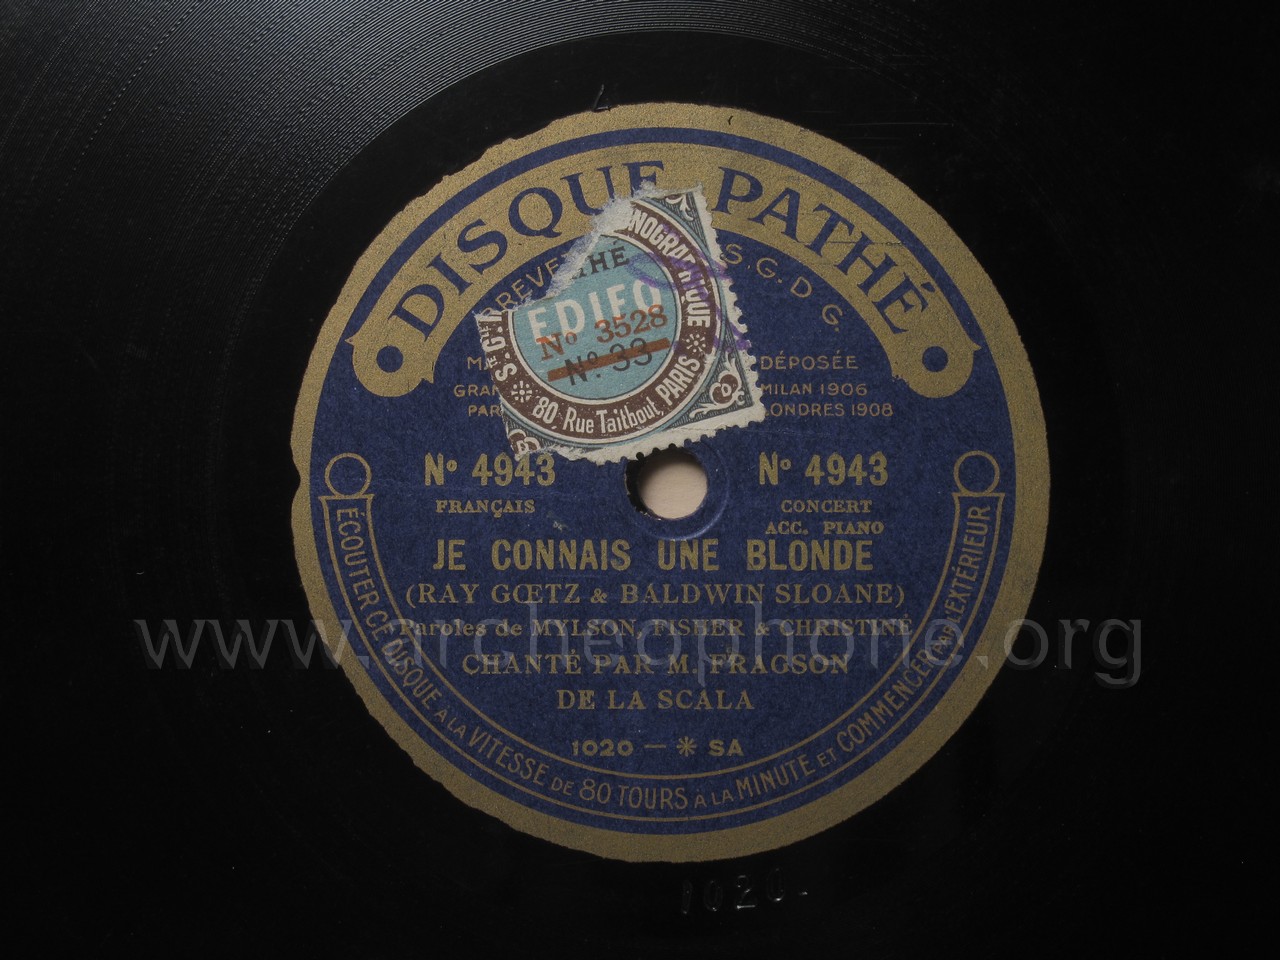 DISQUE PATHÉ
S.G.D.G.
DÉPOSÉE
MILAN 1906
LONDRES 1908
NOGRAPHIQUE
Nº 3528
Nº 33
80, Rue Taitbout, PARIS
Nº 4943
FRANÇAIS
Nº 4943
CONCERT
ACC. PIANO
JE CONNAIS UNE BLONDE
(RAY GŒTZ & BALDWIN SLOANE)
Paroles de MYLSON, FISHER & CHRISTINÉ
CHANTÉ PAR M. FRAGSON
DE LA SCALA
1020 — * SA
ÉCOUTER CE DISQUE À LA VITESSE DE 80 TOURS À LA MINUTE ET COMMENCER PAR L'EXTÉRIEUR
1020-
www.archeophone.org